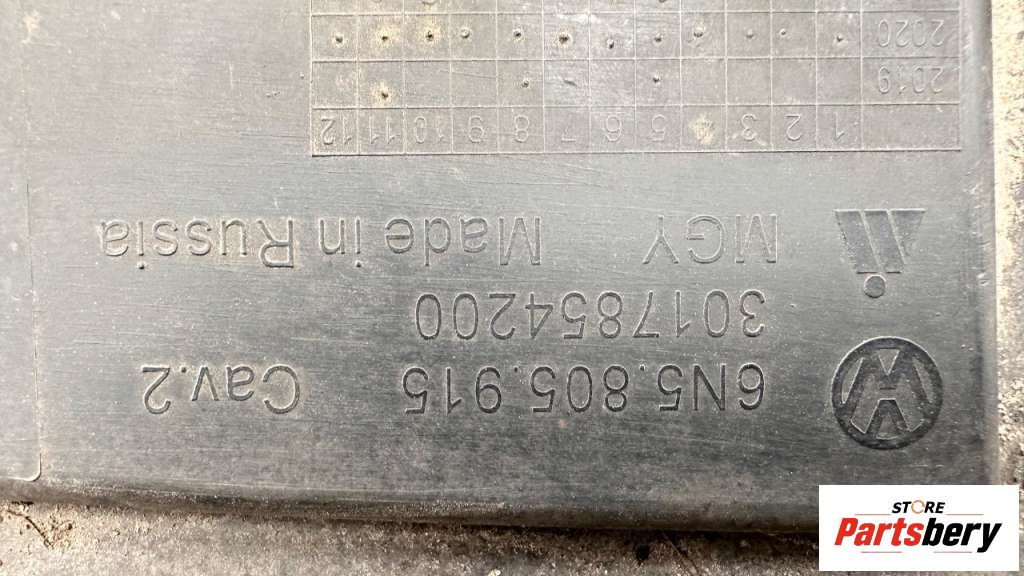 6N5.805.915 Cav.2
3017854200
MGY Made in Russia
1 2 3 4 5 6 7 8 9 10 11 12
2019
2020
STORE
Partsbery